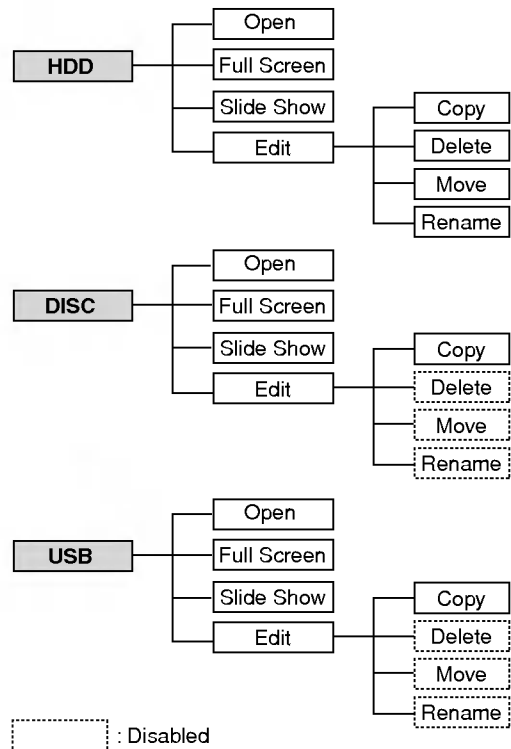 Open
HDD
Full Screen
Slide Show
Copy
Edit
Delete
Move
Rename
Open
DISC
Full Screen
Slide Show
Copy
Edit
Delete
Move
Rename
Open
USB
Full Screen
Slide Show
Copy
Edit
Delete
Move
Rename
: Disabled